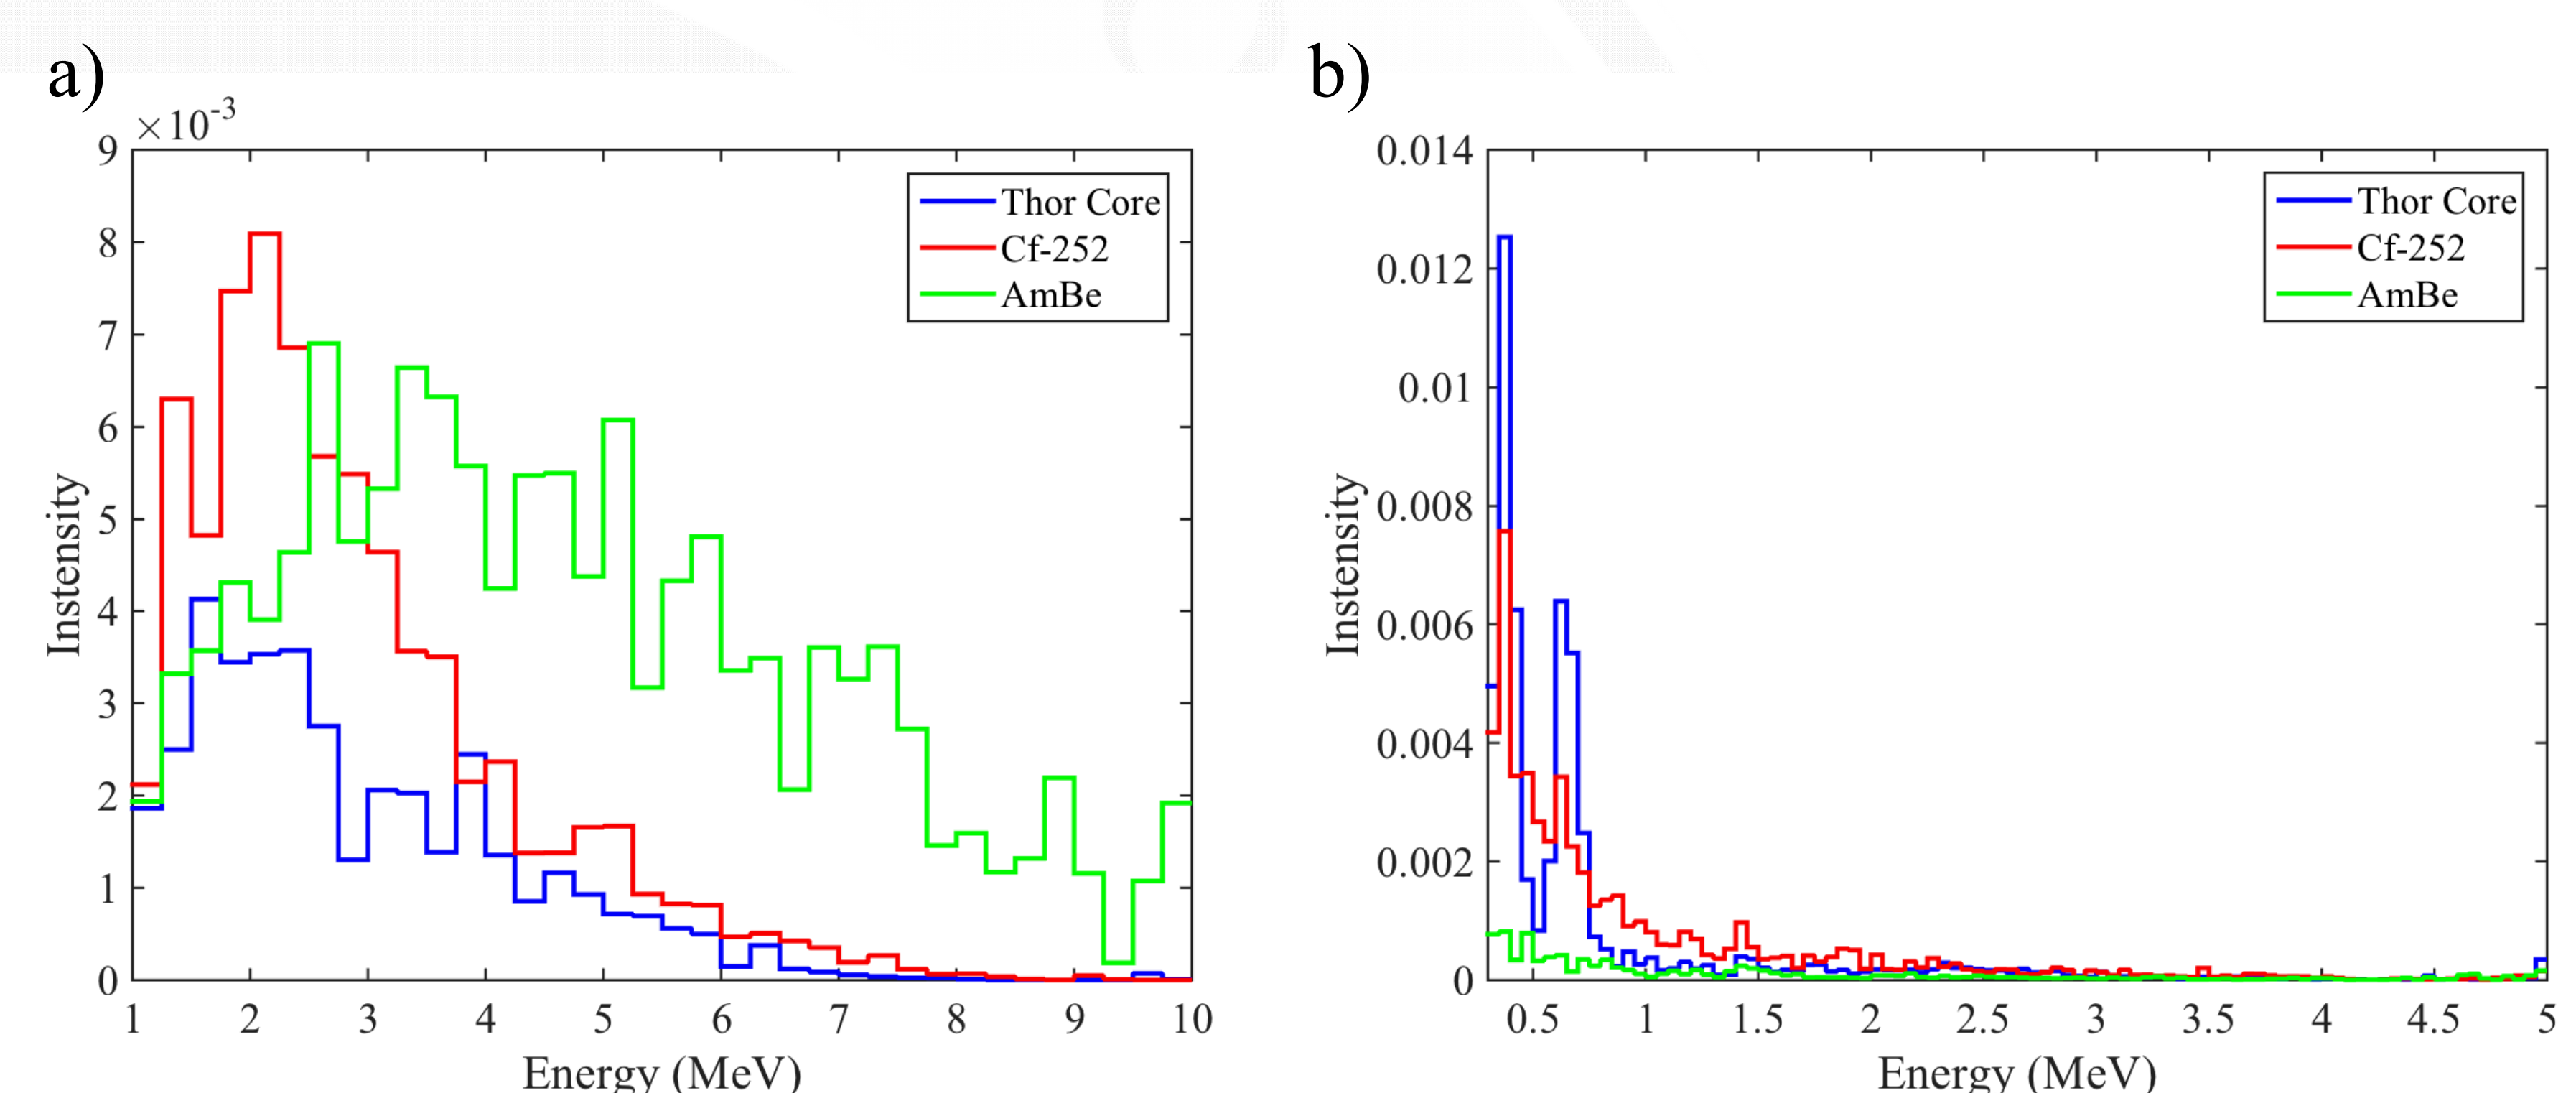 a)
×10-3
9
8
7
6
5
4
3
2
1
0
1 2 3 4 5 6 7 8 9 10
Instensity
Energy (MeV)
Thor Core
Cf-252
AmBe
b)
0.014
0.012
0.01
0.008
0.006
0.004
0.002
0
0.5 1 1.5 2 2.5 3 3.5 4 4.5 5
Instensity
Energy (MeV)
Thor Core
Cf-252
AmBe